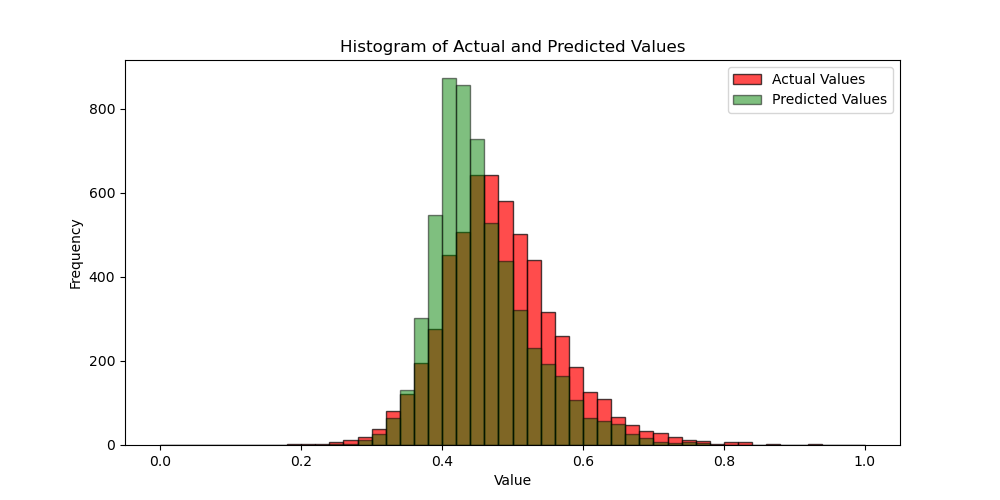 Histogram of Actual and Predicted Values
Actual Values
Predicted Values
Frequency
800
600
400
200
0
0.0 0.2 0.4 0.6 0.8 1.0
Value